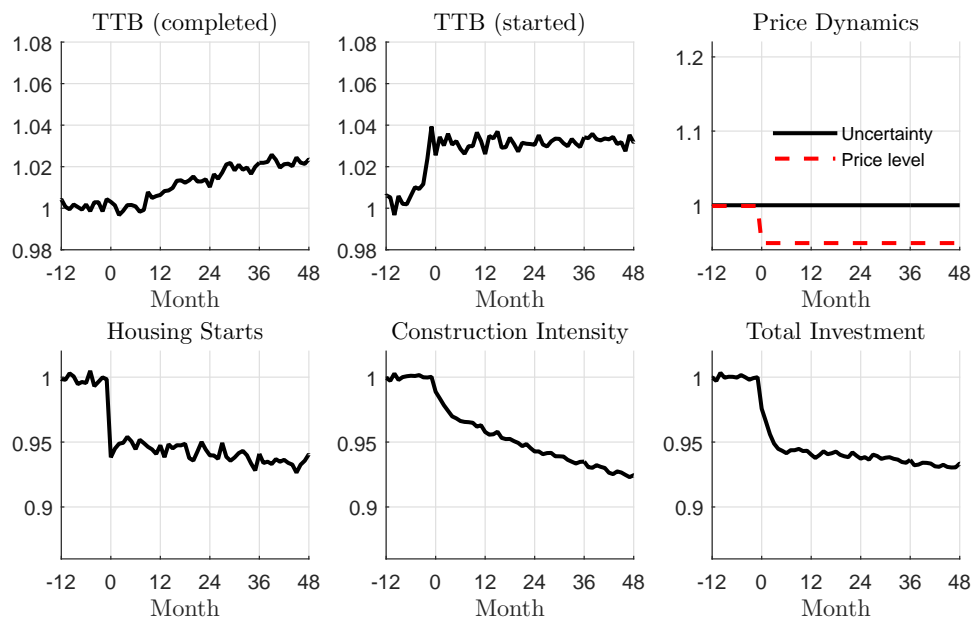 TTB (completed)
1.08
1.06
1.04
1.02
1
0.98
-12 0 12 24 36 48
Month
TTB (started)
1.08
1.06
1.04
1.02
1
0.98
-12 0 12 24 36 48
Month
Price Dynamics
1.2
1.1
1
Uncertainty
Price level
-12 0 12 24 36 48
Month
Housing Starts
1
0.95
0.9
-12 0 12 24 36 48
Month
Construction Intensity
1
0.95
0.9
-12 0 12 24 36 48
Month
Total Investment
1
0.95
0.9
-12 0 12 24 36 48
Month